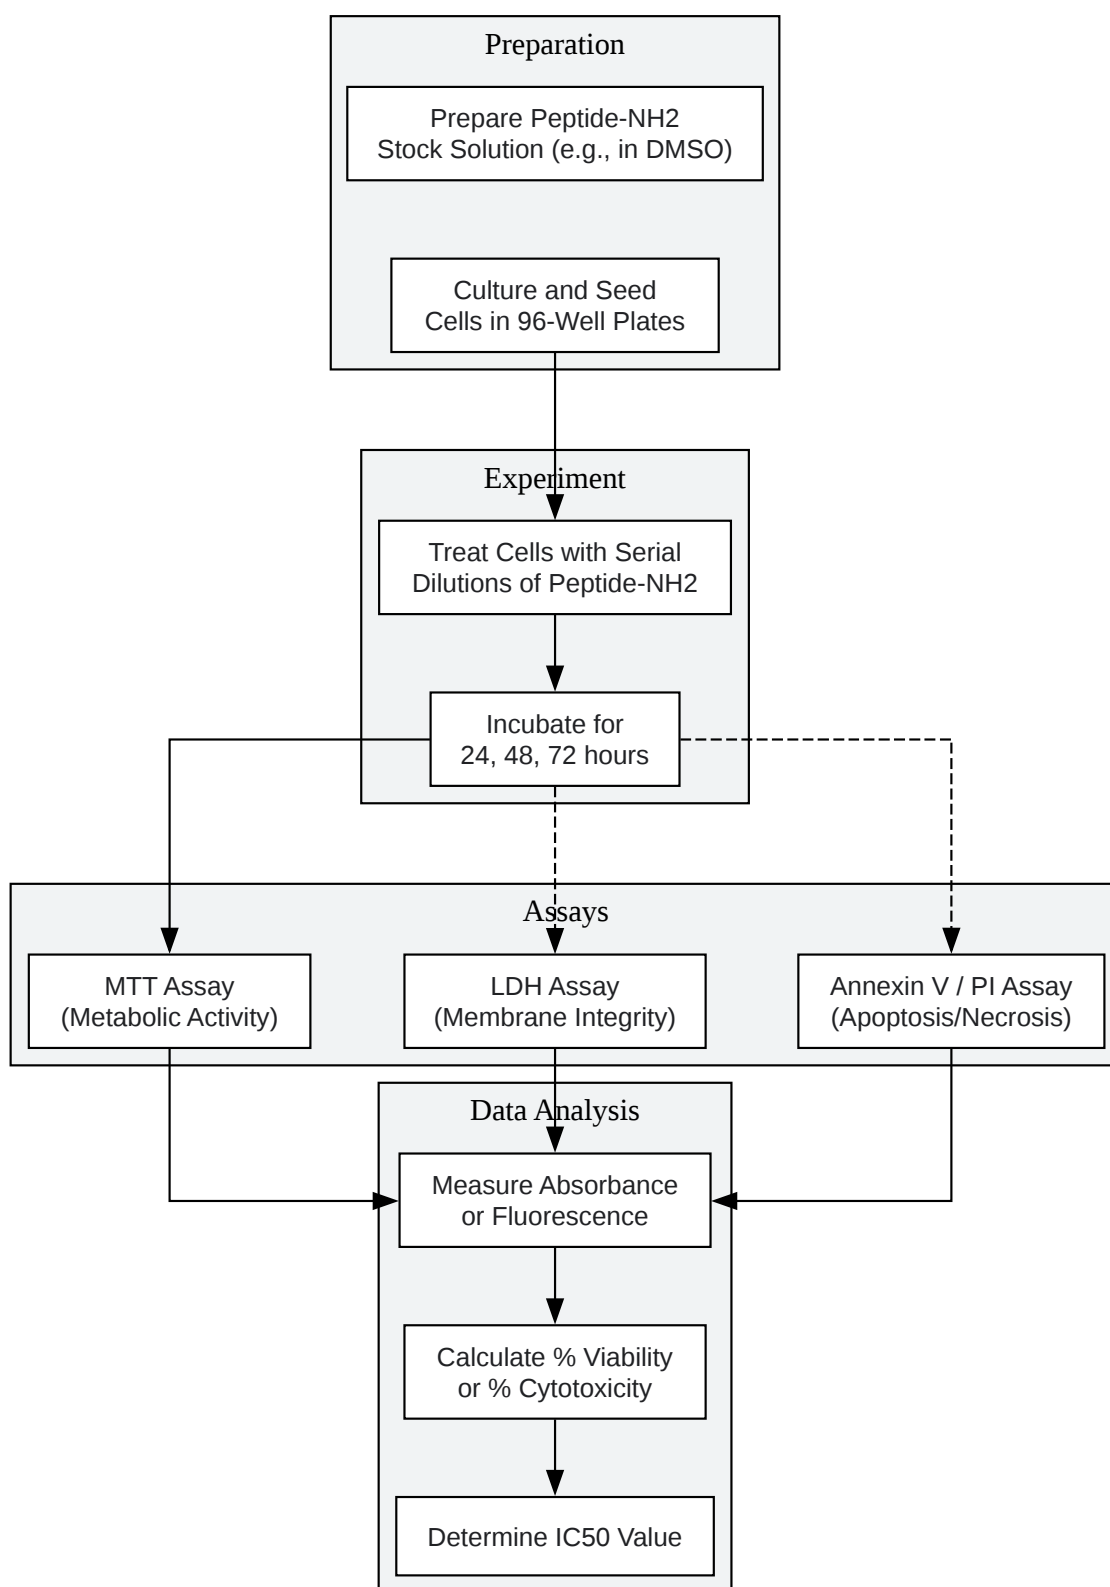 Preparation
Prepare Peptide-NH2
Stock Solution (e.g., in DMSO)
Culture and Seed
Cells in 96-Well Plates
Experiment
Treat Cells with Serial
Dilutions of Peptide-NH2
Incubate for
24, 48, 72 hours
Assays
MTT Assay
(Metabolic Activity)
LDH Assay
(Membrane Integrity)
Annexin V / PI Assay
(Apoptosis/Necrosis)
Data Analysis
Measure Absorbance
or Fluorescence
Calculate % Viability
or % Cytotoxicity
Determine IC50 Value